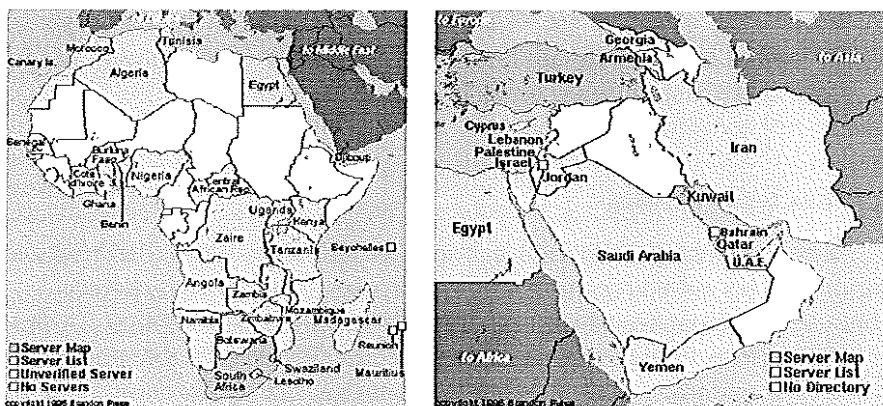 Tunisia
to Middle East
Morocco
Canary Is.
Algeria
Egypt
Senegal
Burkina
Faso
Djibouti
Cote
d'Ivoire
Nigeria
Central
African Rep.
Ghana
Benin
Uganda
Kenya
Zaire
Tanzania
Seychelles
Angola
Zambia
Mozambique
Madagascar
Namibia
Zimbabwe
Botswana
Reunion
Mauritius
Swaziland
South
Africa
Lesotho
Server Map
Server List
Unverified Server
No Servers
to Europe
Georgia
Armenia
to Asia
Turkey
Cyprus
Lebanon
Palestine
Israel
Jordan
Iran
Kuwait
Egypt
Bahrain
Qatar
U.A.E.
Saudi Arabia
to Africa
Yemen
Server Map
Server List
No Directory